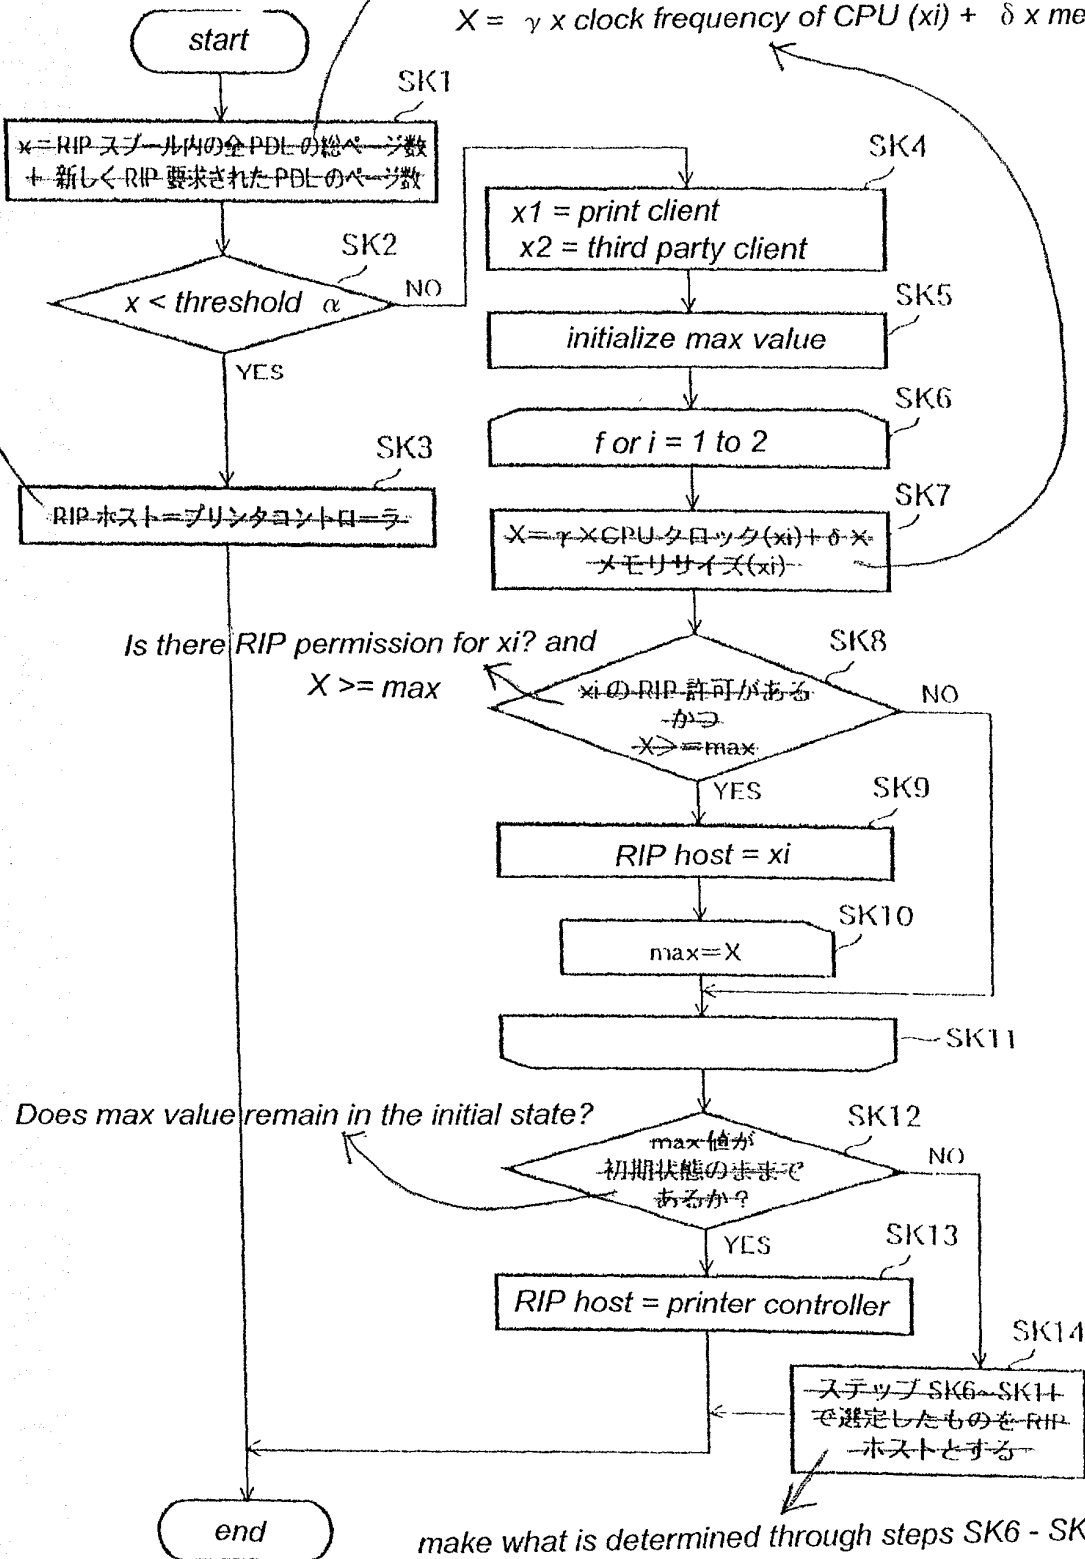 X = γ x clock frequency of CPU (xi) + δ x me
start
SK1
x=RIP スプール内の全 PDL の総ページ数
+ 新しく RIP 要求された PDL のページ数
SK2
x < threshold α
NO
YES
SK3
RIP ホスト=プリンタコントローラ
SK4
x1 = print client
x2 = third party client
SK5
initialize max value
SK6
for i = 1 to 2
SK7
X=γ×CPU クロック(xi)+δ×
メモリサイズ(xi)
Is there RIP permission for xi? and
X >= max
SK8
xi の RIP 許可がある
かつ
X>=max
NO
YES
SK9
RIP host = xi
SK10
max=X
SK11
Does max value remain in the initial state?
SK12
max 値が
初期状態のままで
あるか?
NO
YES
SK13
RIP host = printer controller
SK14
ステップ SK6~SK11
で選定したものを RIP
ホストとする
end
make what is determined through steps SK6 - SK